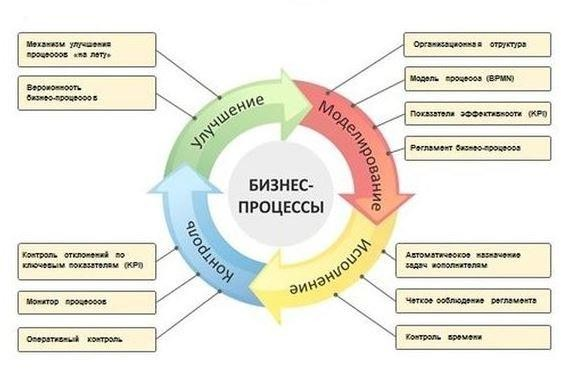 Механизм улучшения
процессов «на лету»
Версионность
бизнес-процессов
Организационная структура
Модель процесса (BPMN)
Показатели эффективности (KPI)
Регламент бизнес-процесса
Улучшение
Моделирование
БИЗНЕС-
ПРОЦЕССЫ
Контроль
Исполнение
Контроль отклонений по
ключевым показателям (KPI)
Монитор процессов
Оперативный контроль
Автоматическое назначение
задач исполнителям
Четкое соблюдение регламента
Контроль времени